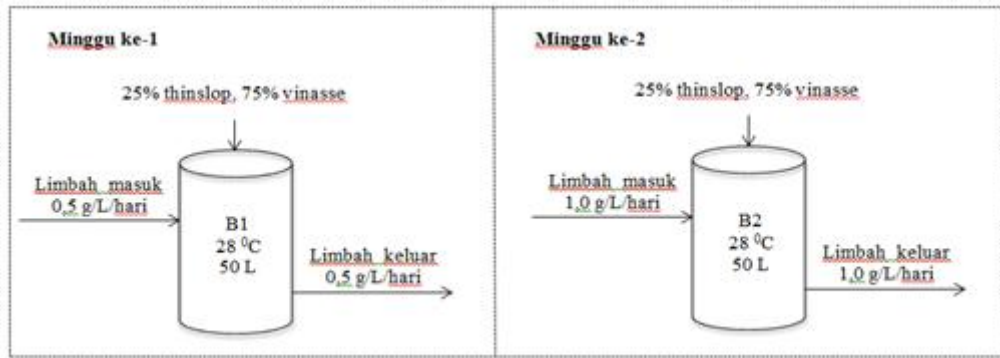 Minggu ke-1
25% thinslop, 75% vinasse
Limbah masuk
0,5 g/L/hari
B1
28 ⁰C
50 L
Limbah keluar
0,5 g/L/hari
Minggu ke-2
25% thinslop, 75% vinasse
Limbah masuk
1,0 g/L/hari
B2
28 ⁰C
50 L
Limbah keluar
1,0 g/L/hari